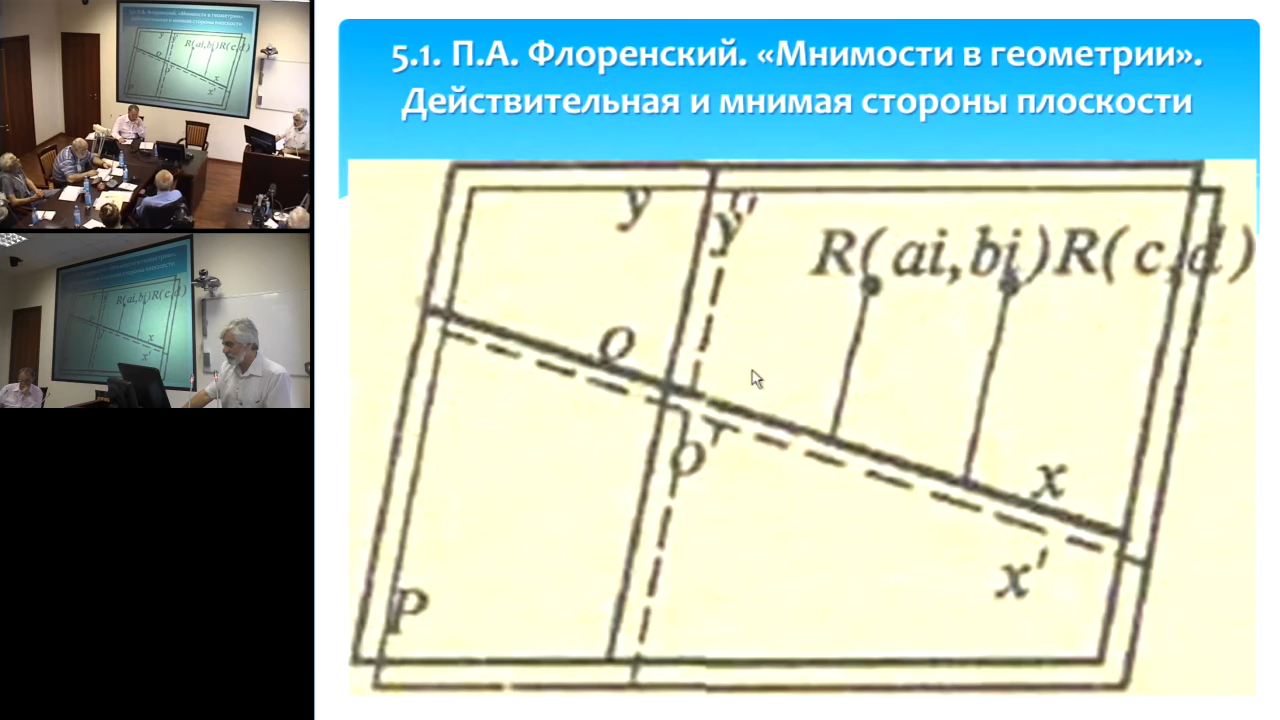 5.1. П.А. Флоренский. «Мнимости в геометрии».
Действительная и мнимая стороны плоскости
y
y'
R(ai,bi)R(c,d)
O
O'
x
x'
P